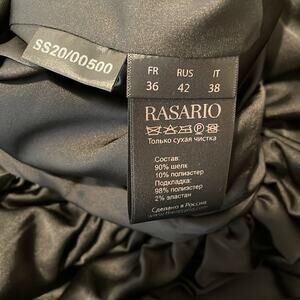 SS20/00500
FR RUS IT
36 42 38
RASARIO
Только сухая чистка
Состав:
90% шелк
10% полиэстер
Подкладка:
98% полиэстер
2% эластан
Сделано в России